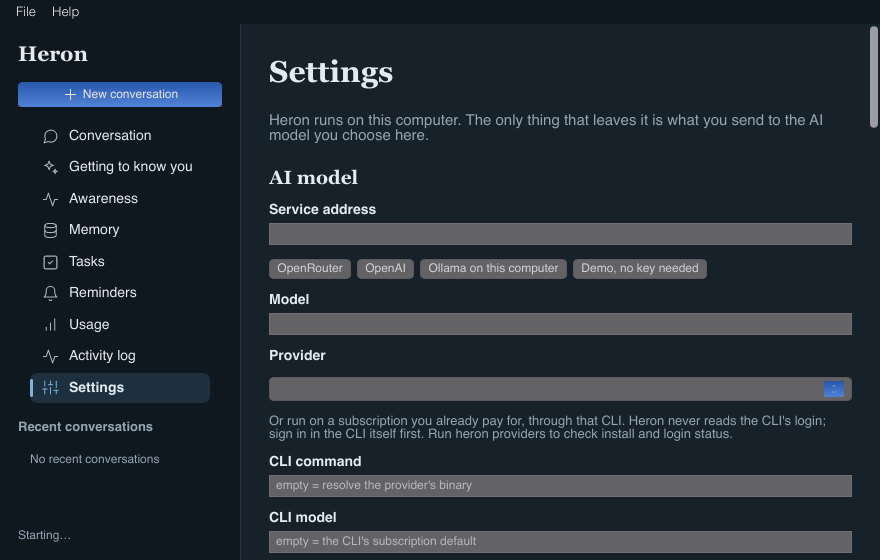 File Help
Heron
New conversation
Conversation
Getting to know you
Awareness
Memory
Tasks
Reminders
Usage
Activity log
Settings
Recent conversations
No recent conversations
Starting…
Settings
Heron runs on this computer. The only thing that leaves it is what you send to the AI
model you choose here.
AI model
Service address
OpenRouter OpenAI Ollama on this computer Demo, no key needed
Model
Provider
Or run on a subscription you already pay for, through that CLI. Heron never reads the CLI's login;
sign in in the CLI itself first. Run heron providers to check install and login status.
CLI command
empty = resolve the provider's binary
CLI model
empty = the CLI's subscription default